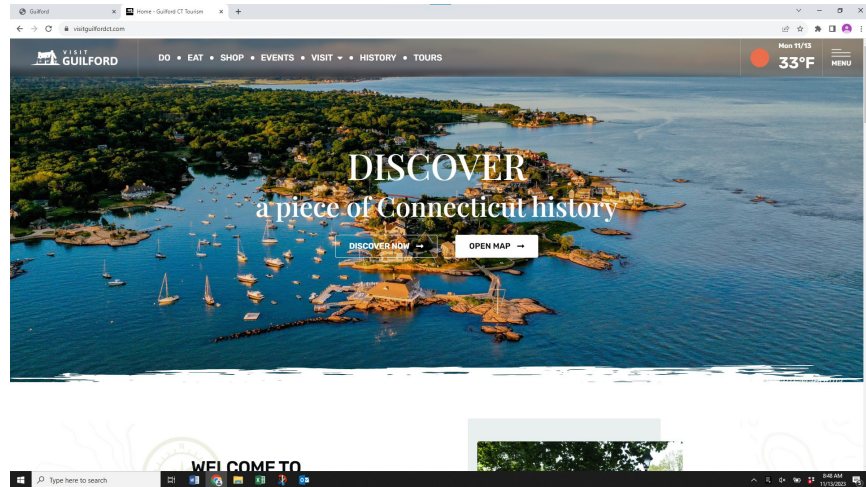 Guilford
Home - Guilford CT Tourism
visitguilfordct.com
VISIT
GUILFORD
DO • EAT • SHOP • EVENTS • VISIT • HISTORY • TOURS
Mon 11/13
33°F
MENU
DISCOVER
a piece of Connecticut history
DISCOVER NOW →
OPEN MAP →
WELCOME TO
Type here to search
8:48 AM
11/13/2023